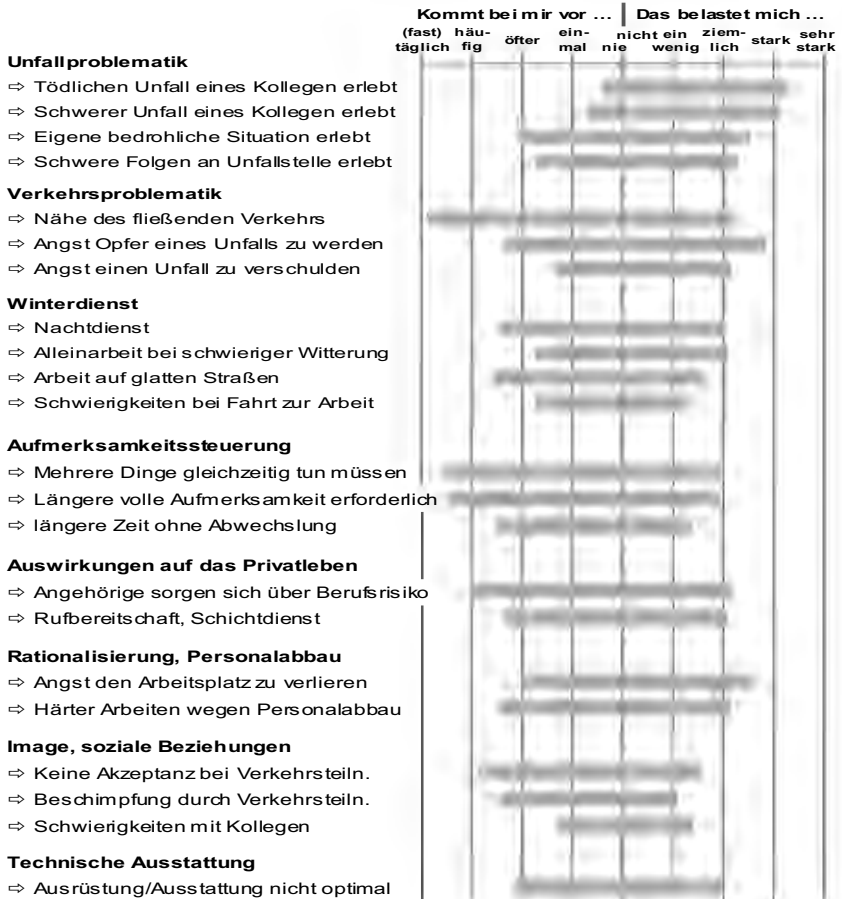 Kommt bei mir vor ... Das belastet mich ...
(fast) täglich häu-fig öfter ein-mal nie nicht ein wenig ziem-lich stark sehr stark
Unfallproblematik
⇨ Tödlichen Unfall eines Kollegen erlebt
⇨ Schwerer Unfall eines Kollegen erlebt
⇨ Eigene bedrohliche Situation erlebt
⇨ Schwere Folgen an Unfallstelle erlebt
Verkehrsproblematik
⇨ Nähe des fließenden Verkehrs
⇨ Angst Opfer eines Unfalls zu werden
⇨ Angst einen Unfall zu verschulden
Winterdienst
⇨ Nachtdienst
⇨ Alleinarbeit bei schwieriger Witterung
⇨ Arbeit auf glatten Straßen
⇨ Schwierigkeiten bei Fahrt zur Arbeit
Aufmerksamkeitssteuerung
⇨ Mehrere Dinge gleichzeitig tun müssen
⇨ Längere volle Aufmerksamkeit erforderlich
⇨ längere Zeit ohne Abwechslung
Auswirkungen auf das Privatleben
⇨ Angehörige sorgen sich über Berufsrisiko
⇨ Rufbereitschaft, Schichtdienst
Rationalisierung, Personalabbau
⇨ Angst den Arbeitsplatz zu verlieren
⇨ Härter Arbeiten wegen Personalabbau
Image, soziale Beziehungen
⇨ Keine Akzeptanz bei Verkehrsteiln.
⇨ Beschimpfung durch Verkehrsteiln.
⇨ Schwierigkeiten mit Kollegen
Technische Ausstattung
⇨ Ausrüstung/Ausstattung nicht optimal